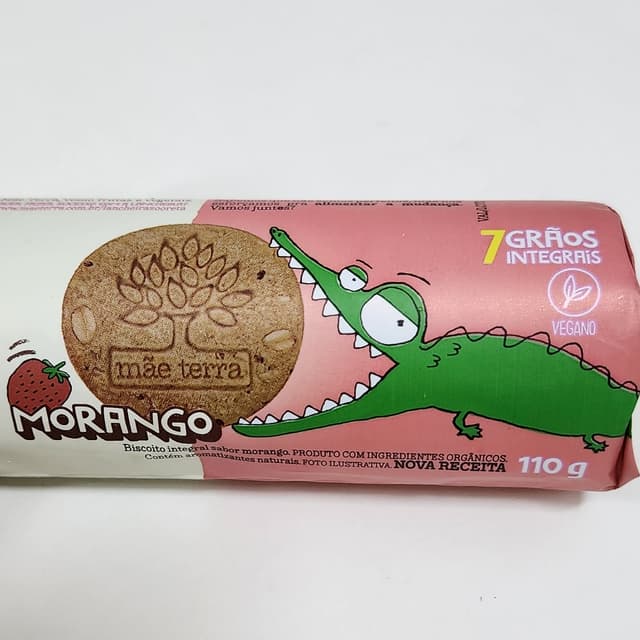 alimentar a mudança.
Vamos juntos?
7 GRÃOS
INTEGRAIS
VEGANO
mãe terra
MORANGO
Biscoito integral sabor morango. PRODUTO COM INGREDIENTES ORGÂNICOS.
Contém aromatizantes naturais. FOTO ILUSTRATIVA. NOVA RECEITA
110 g